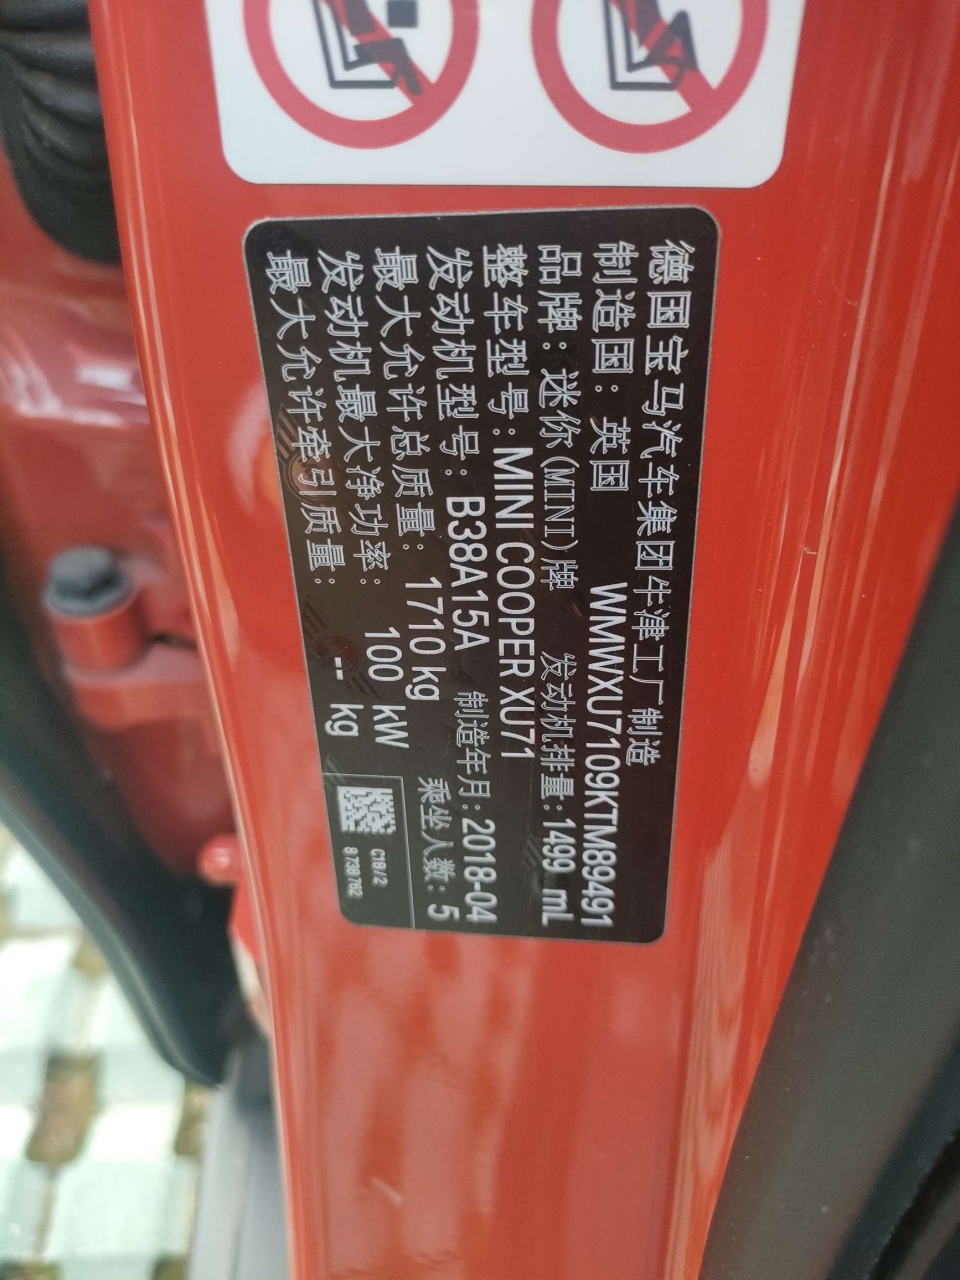 德国宝马汽车集团牛津工厂制造
制造国：英国 WMWXU7109KTM89491
品牌：迷你(MINI)牌 发动机排量：1499 mL
整车型号：MINI COOPER XU71
发动机型号：B38A15A 制造年月：2018-04
最大允许总质量：1710 kg 乘坐人数：5
发动机最大净功率：100 kW
最大允许牵引质量：-- kg
C18/2
8 738 762